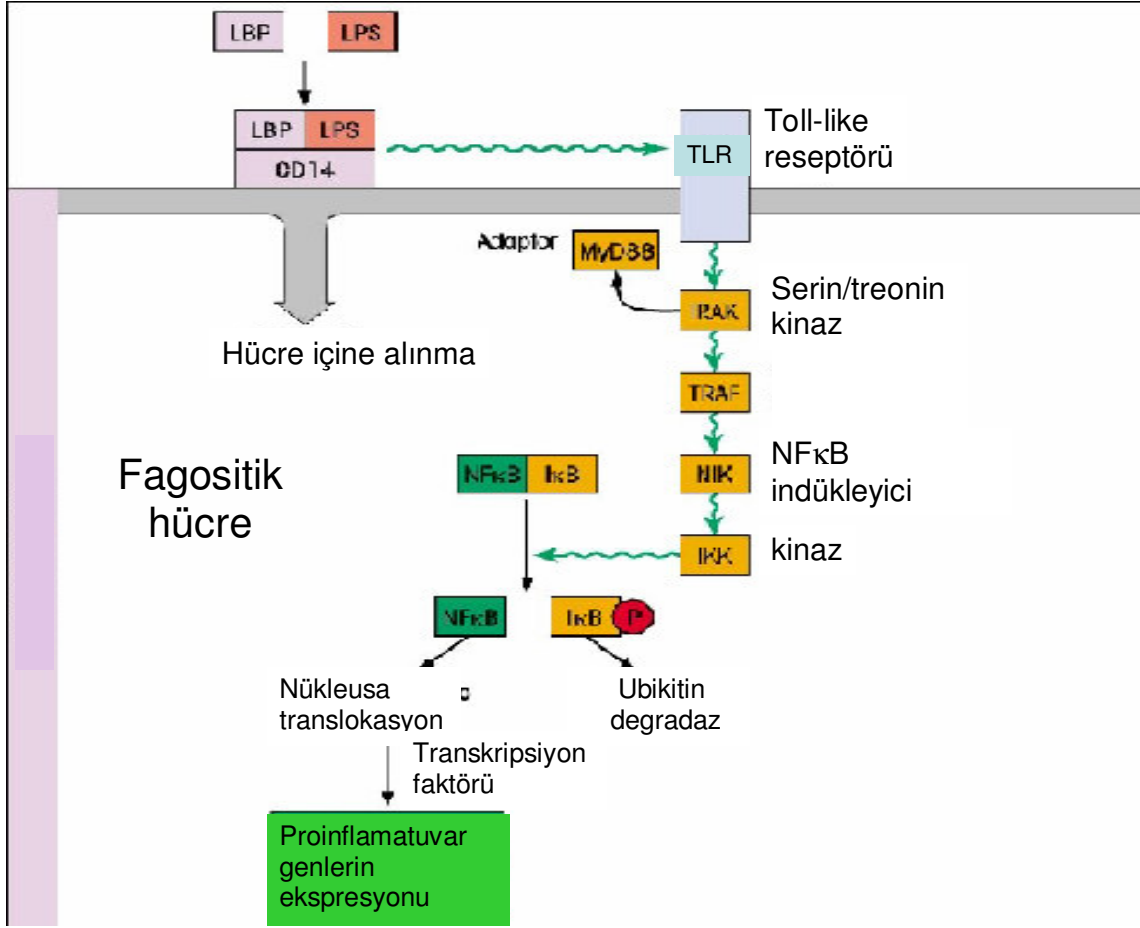 LBP LPS
LBP LPS
CD14
TLR
Toll-like
reseptörü
Adaptor
MyD88
IRAK
Serin/treonin
kinaz
Hücre içine alınma
TRAF
Fagositik
hücre
NFκB IκB
NIK
NFκB
indükleyici
IKK
kinaz
NFκB
IκB P
Nükleusa
translokasyon
Ubikitin
degradaz
Transkripsiyon
faktörü
Proinflamatuvar
genlerin
ekspresyonu